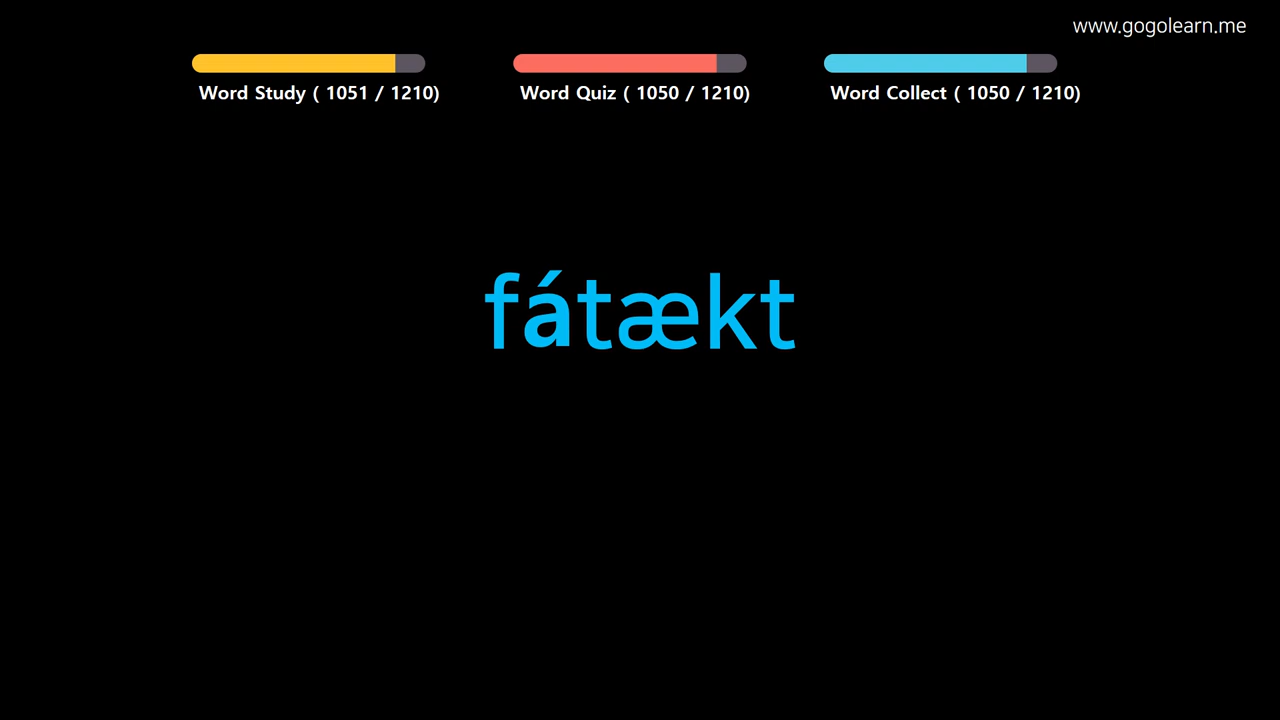 www.gogolearn.me
Word Study ( 1051 / 1210)
Word Quiz ( 1050 / 1210)
Word Collect ( 1050 / 1210)
fátækt